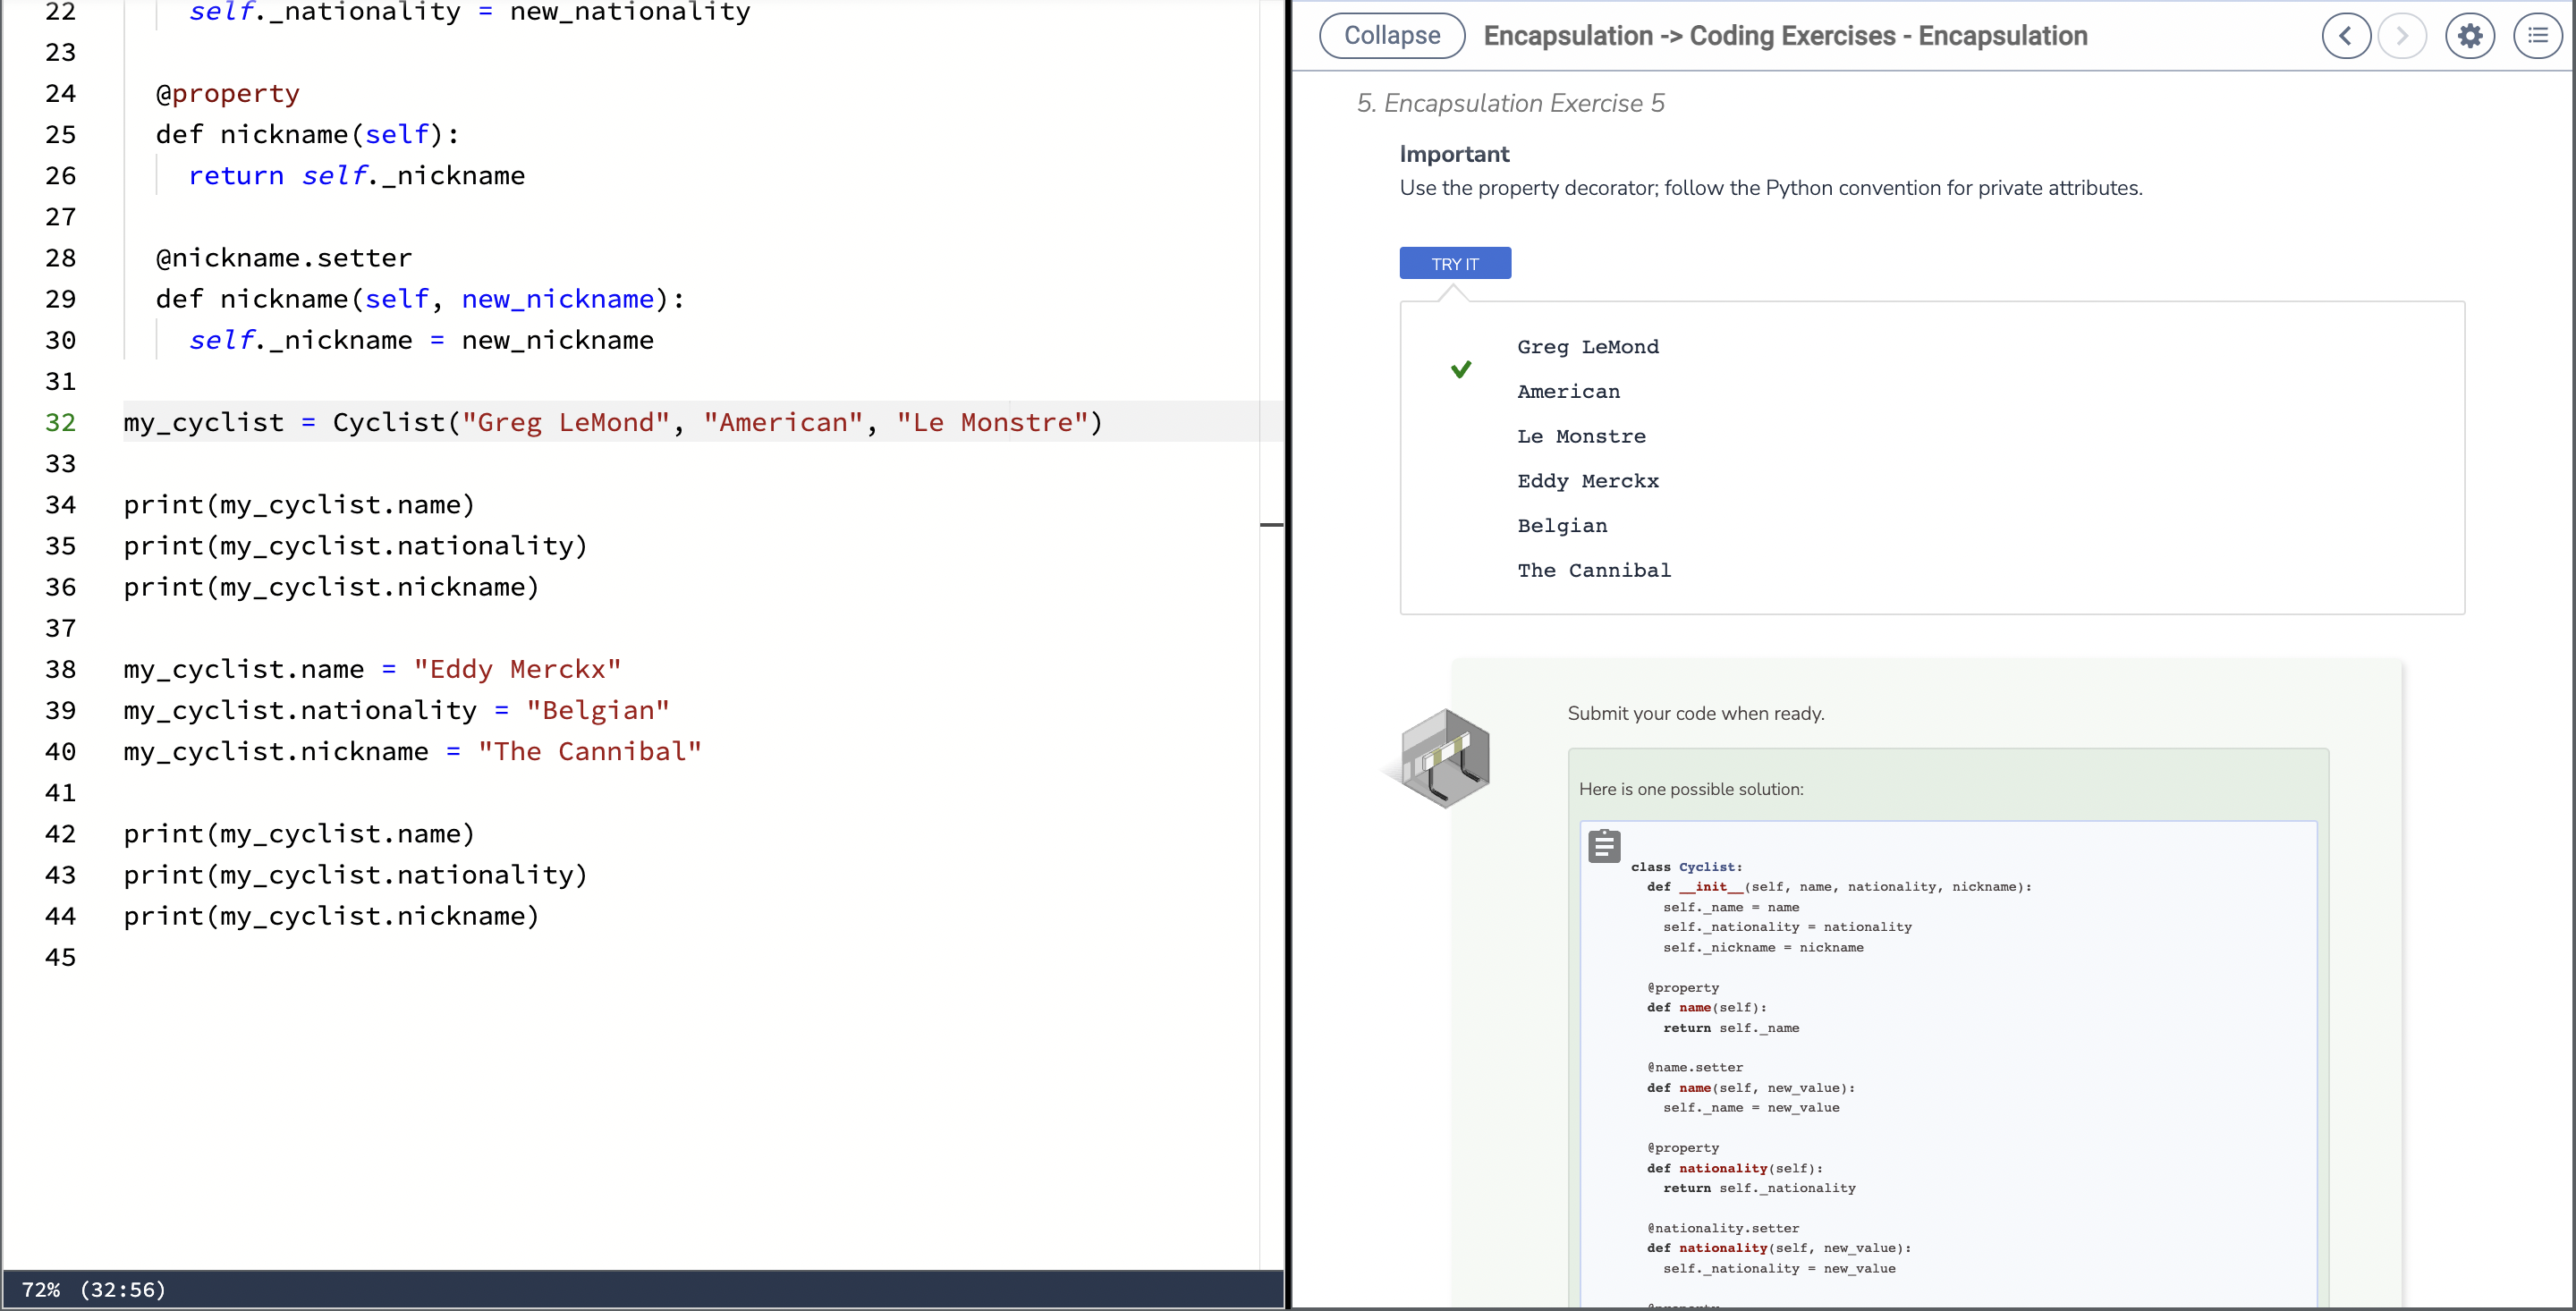 22 self._nationality = new_nationality
23
24 @property
25 def nickname(self):
26 return self._nickname
27
28 @nickname.setter
29 def nickname(self, new_nickname):
30 self._nickname = new_nickname
31
32 my_cyclist = Cyclist("Greg LeMond", "American", "Le Monstre")
33
34 print(my_cyclist.name)
35 print(my_cyclist.nationality)
36 print(my_cyclist.nickname)
37
38 my_cyclist.name = "Eddy Merckx"
39 my_cyclist.nationality = "Belgian"
40 my_cyclist.nickname = "The Cannibal"
41
42 print(my_cyclist.name)
43 print(my_cyclist.nationality)
44 print(my_cyclist.nickname)
45
72% (32:56)
Collapse
Encapsulation -> Coding Exercises - Encapsulation
5. Encapsulation Exercise 5
Important
Use the property decorator; follow the Python convention for private attributes.
TRY IT
Greg LeMond
American
Le Monstre
Eddy Merckx
Belgian
The Cannibal
Submit your code when ready.
Here is one possible solution:
class Cyclist:
def __init__(self, name, nationality, nickname):
self._name = name
self._nationality = nationality
self._nickname = nickname
@property
def name(self):
return self._name
@name.setter
def name(self, new_value):
self._name = new_value
@property
def nationality(self):
return self._nationality
@nationality.setter
def nationality(self, new_value):
self._nationality = new_value